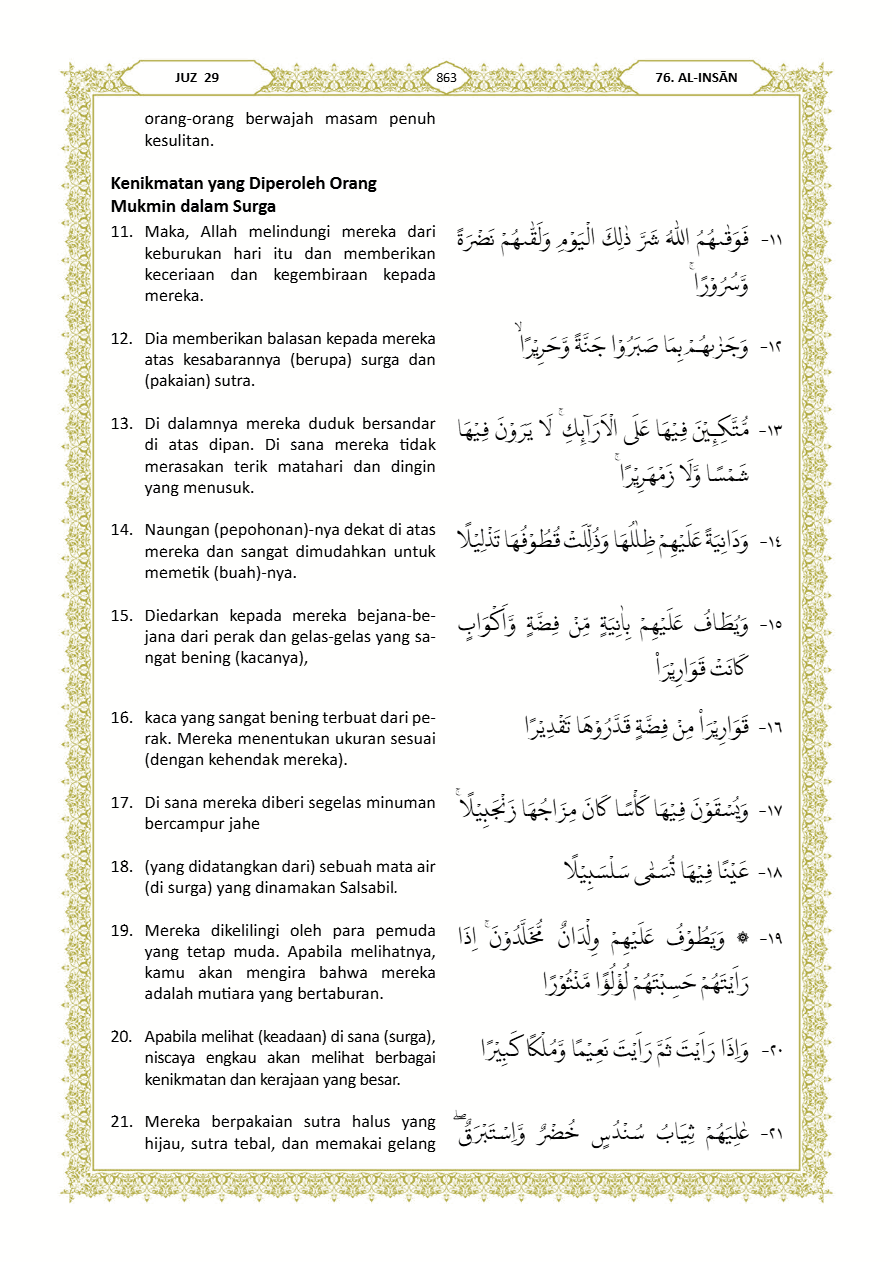 JUZ 29
863
76. AL-INSĀN
orang-orang berwajah masam penuh
kesulitan.
Kenikmatan yang Diperoleh Orang
Mukmin dalam Surga
11. Maka, Allah melindungi mereka dari
keburukan hari itu dan memberikan
keceriaan dan kegembiraan kepada
mereka.
١١- فَوَقٰىهُمُ اللّٰهُ شَرَّ ذٰلِكَ الْيَوْمِ وَلَقّٰىهُمْ نَضْرَةً
وَّسُرُوْرًاۚ
12. Dia memberikan balasan kepada mereka
atas kesabarannya (berupa) surga dan
(pakaian) sutra.
١٢- وَجَزٰىهُمْ بِمَا صَبَرُوْا جَنَّةً وَّحَرِيْرًاۙ
13. Di dalamnya mereka duduk bersandar
di atas dipan. Di sana mereka tidak
merasakan terik matahari dan dingin
yang menusuk.
١٣- مُّتَّكِـِٕيْنَ فِيْهَا عَلَى الْاَرَاۤىِٕكِۚ لَا يَرَوْنَ فِيْهَا
شَمْسًا وَّلَا زَمْهَرِيْرًاۚ
14. Naungan (pepohonan)-nya dekat di atas
mereka dan sangat dimudahkan untuk
memetik (buah)-nya.
١٤- وَدَانِيَةً عَلَيْهِمْ ظِلٰلُهَا وَذُلِّلَتْ قُطُوْفُهَا تَذْلِيْلًا
15. Diedarkan kepada mereka bejana-be-
jana dari perak dan gelas-gelas yang sa-
ngat bening (kacanya),
١٥- وَيُطَافُ عَلَيْهِمْ بِاٰنِيَةٍ مِّنْ فِضَّةٍ وَّاَكْوَابٍ
كَانَتْ قَوَارِيْرَا۠
16. kaca yang sangat bening terbuat dari pe-
rak. Mereka menentukan ukuran sesuai
(dengan kehendak mereka).
١٦- قَوَارِيْرَا۟ مِنْ فِضَّةٍ قَدَّرُوْهَا تَقْدِيْرًا
17. Di sana mereka diberi segelas minuman
bercampur jahe
١٧- وَيُسْقَوْنَ فِيْهَا كَأْسًا كَانَ مِزَاجُهَا زَنْجَبِيْلًاۚ
18. (yang didatangkan dari) sebuah mata air
(di surga) yang dinamakan Salsabil.
١٨- عَيْنًا فِيْهَا تُسَمّٰى سَلْسَبِيْلًا
19. Mereka dikelilingi oleh para pemuda
yang tetap muda. Apabila melihatnya,
kamu akan mengira bahwa mereka
adalah mutiara yang bertaburan.
١٩- ۞ وَيَطُوْفُ عَلَيْهِمْ وِلْدَانٌ مُّخَلَّدُوْنَۚ اِذَا
رَاَيْتَهُمْ حَسِبْتَهُمْ لُؤْلُؤًا مَّنْثُوْرًا
20. Apabila melihat (keadaan) di sana (surga),
niscaya engkau akan melihat berbagai
kenikmatan dan kerajaan yang besar.
٢٠- وَاِذَا رَاَيْتَ ثَمَّ رَاَيْتَ نَعِيْمًا وَّمُلْكًا كَبِيْرًا
21. Mereka berpakaian sutra halus yang
hijau, sutra tebal, dan memakai gelang
٢١- عٰلِيَهُمْ ثِيَابُ سُنْدُسٍ خُضْرٌ وَّاِسْتَبْرَقٌۖ